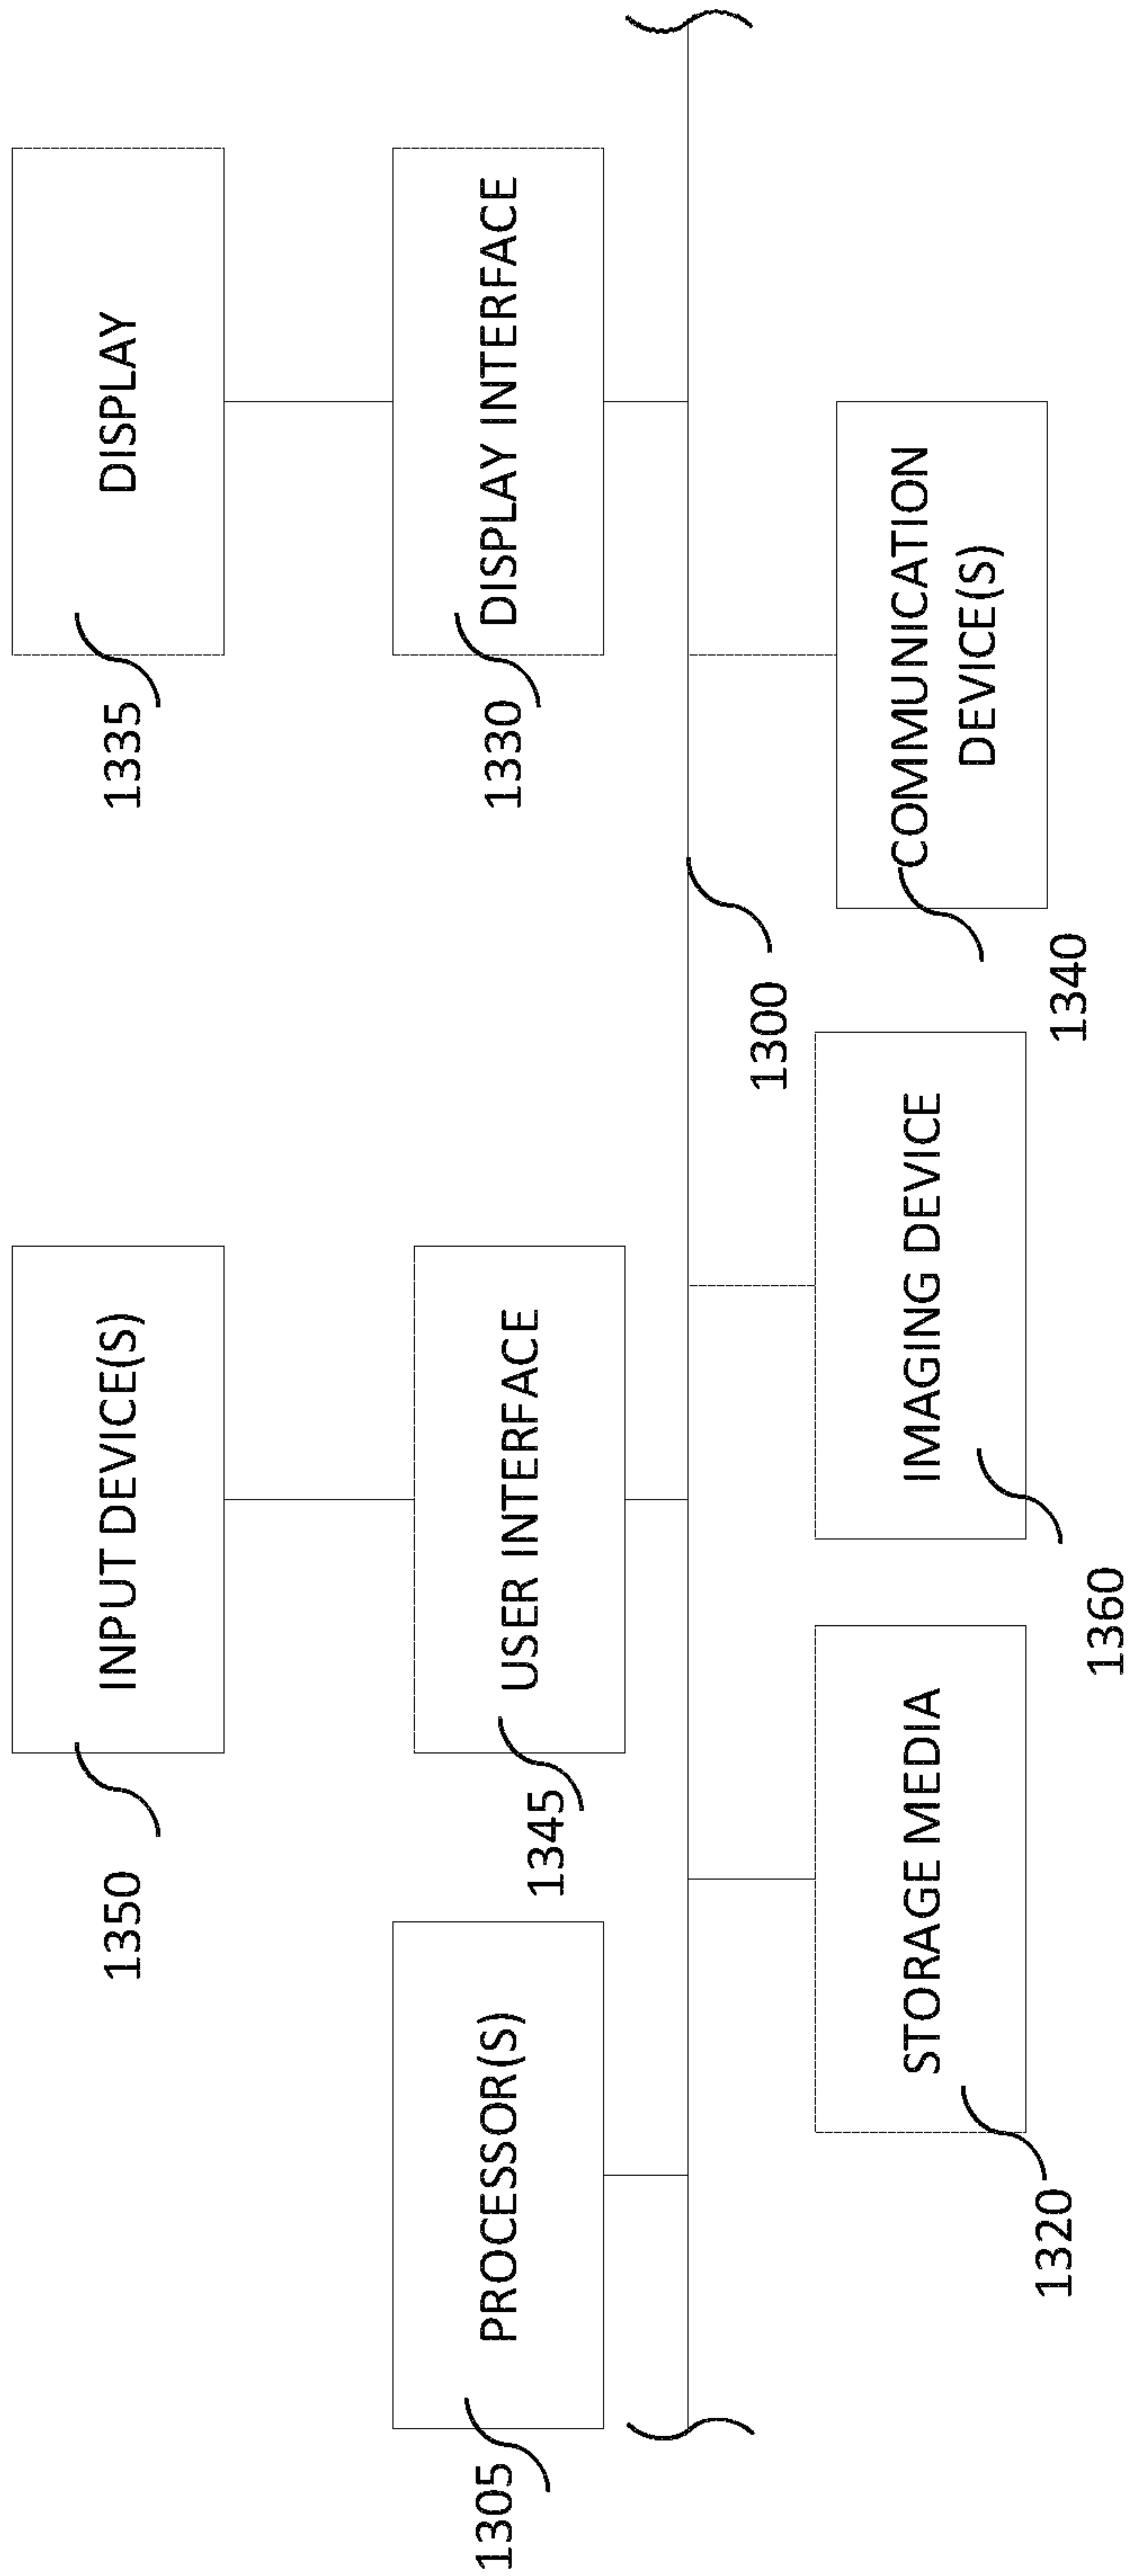 INPUT DEVICE(S)
1350
DISPLAY
1335
PROCESSOR(S)
1305
USER INTERFACE
1345
DISPLAY INTERFACE
1330
1300
STORAGE MEDIA
1320
IMAGING DEVICE
1360
COMMUNICATION
DEVICE(S)
1340